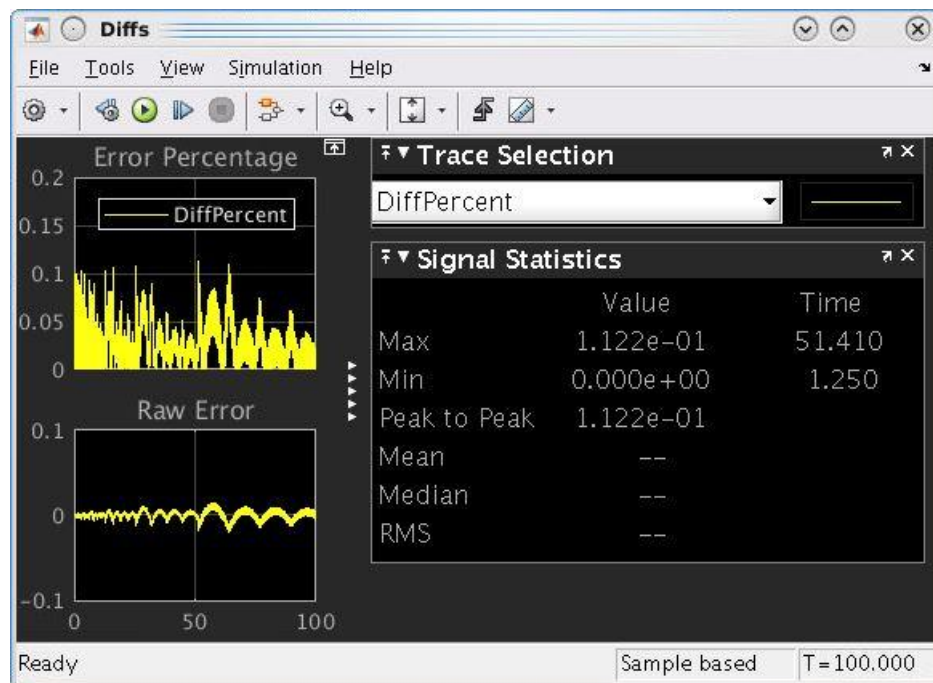 Diffs
File Tools View Simulation Help
Error Percentage
0.2
0.15
0.1
0.05
0
DiffPercent
Raw Error
0.1
0
-0.1
0 50 100
Trace Selection
DiffPercent
Signal Statistics
Value Time
Max 1.122e-01 51.410
Min 0.000e+00 1.250
Peak to Peak 1.122e-01
Mean --
Median --
RMS --
Ready Sample based T=100.000